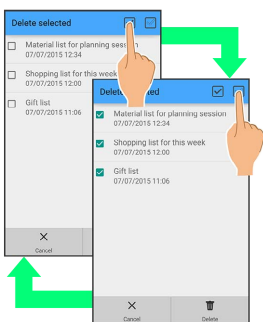 Delete selected
Material list for planning session
07/07/2015 12:34
Shopping list for this week
07/07/2015 12:00
Gift list
07/07/2015 11:06
Cancel
Delete selected
Material list for planning session
07/07/2015 12:34
Shopping list for this week
07/07/2015 12:00
Gift list
07/07/2015 11:06
Cancel
Delete